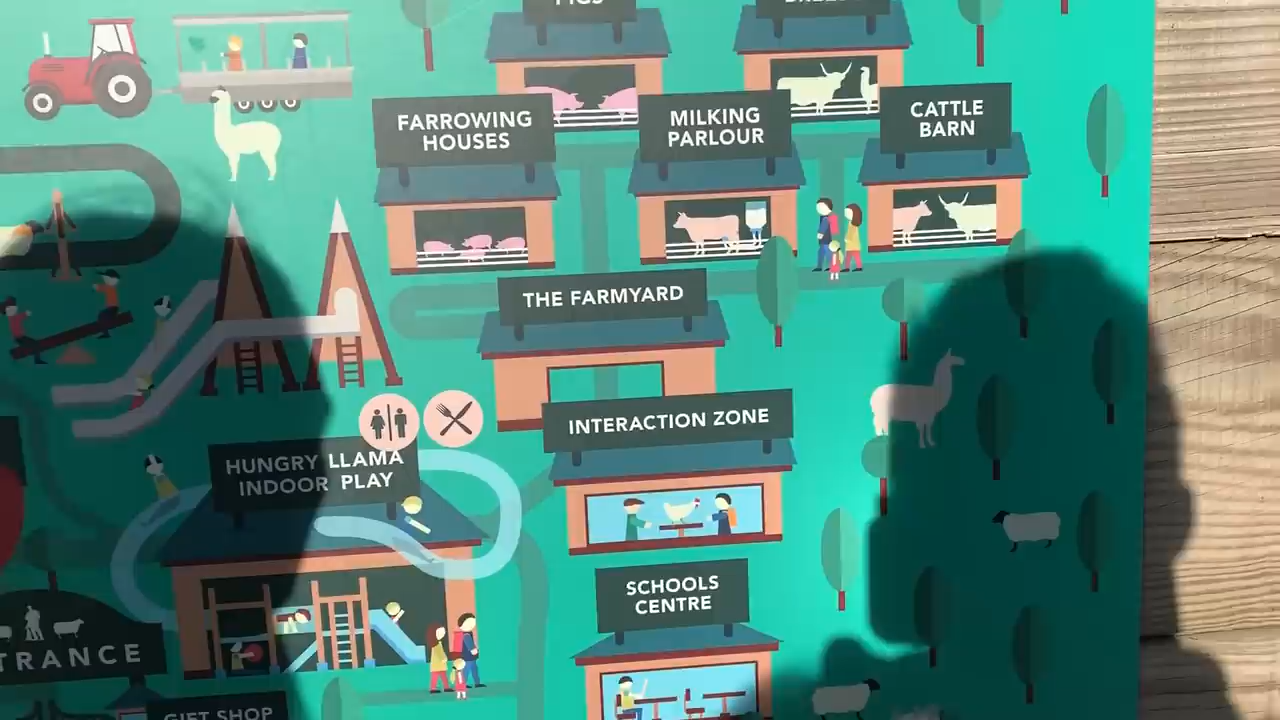 PIGS
FARROWING
HOUSES
MILKING
PARLOUR
CATTLE
BARN
THE FARMYARD
INTERACTION ZONE
HUNGRY LLAMA
INDOOR PLAY
SCHOOLS
CENTRE
TRANCE
GIFT SHOP